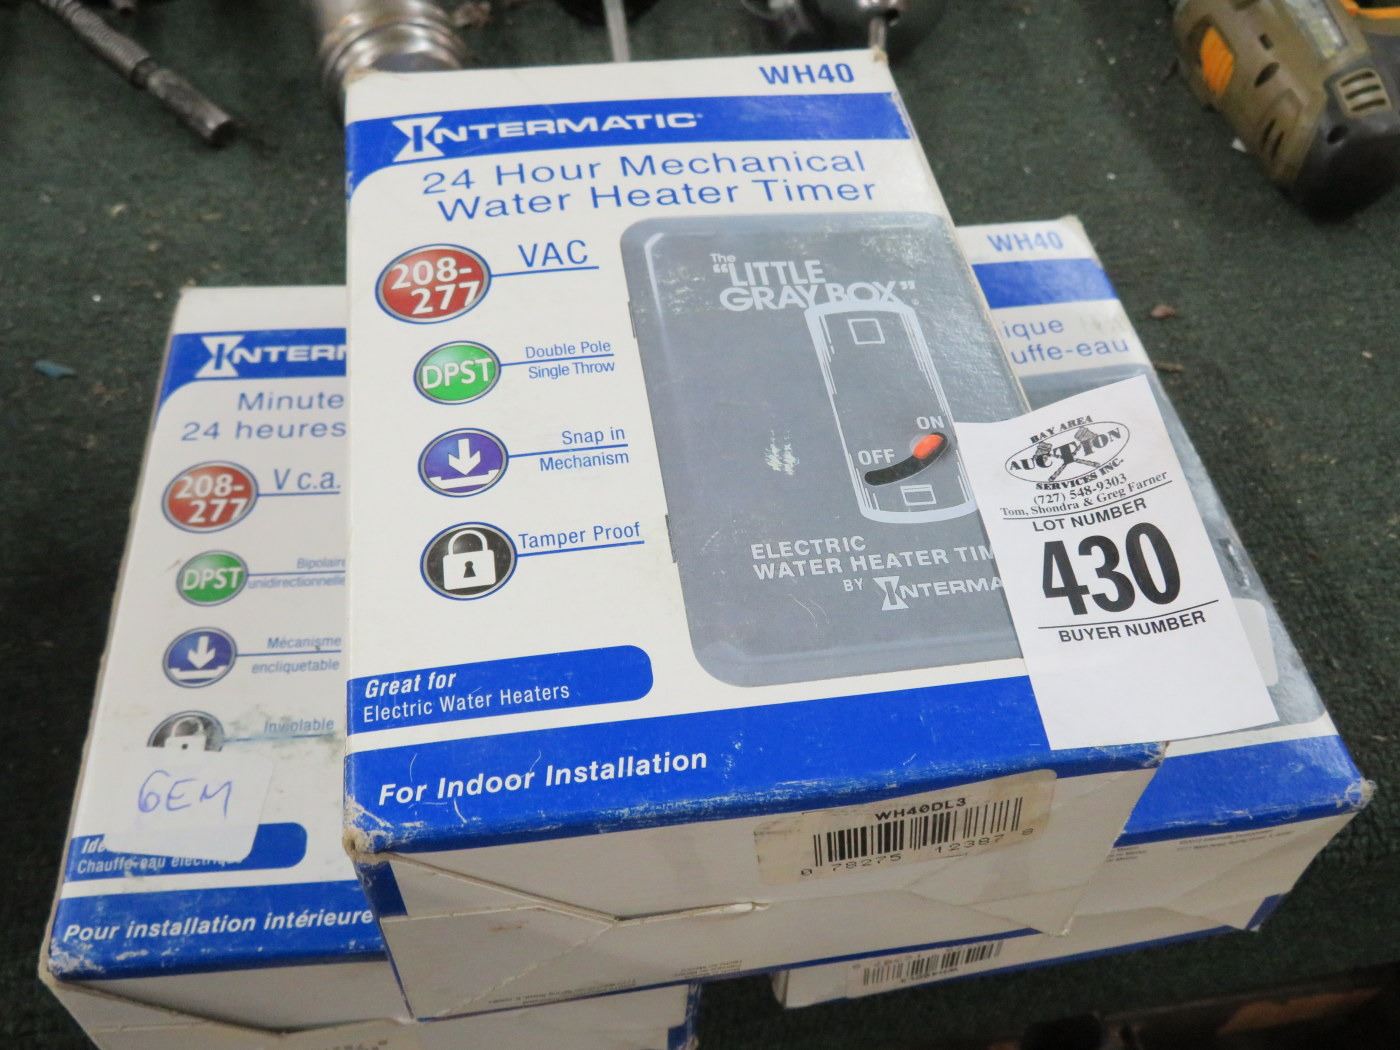 WH40
INTERMATIC
24 Hour Mechanical
Water Heater Timer
208-
277
VAC
DPST
Double Pole
Single Throw
Snap in
Mechanism
Tamper Proof
The
"LITTLE
GRAY BOX"
ON
OFF
ELECTRIC
WATER HEATER TIM
BY INTERMA
Great for
Electric Water Heaters
For Indoor Installation
WH40DL3
0 78275 12387 8
BAY AREA
AUCTION
SERVICES INC.
(727) 548-9303
Tom, Shondra & Greg Farner
LOT NUMBER
430
BUYER NUMBER
INTERM
Minute
24 heures
208-
277
V c.a.
DPST
Bipolaire
unidirectionnelle
Mécanisme
encliquetable
Inviolable
GEM
Idé
Chauffe-eau électrique
Pour installation intérieure
WH40
ique
uffe-eau